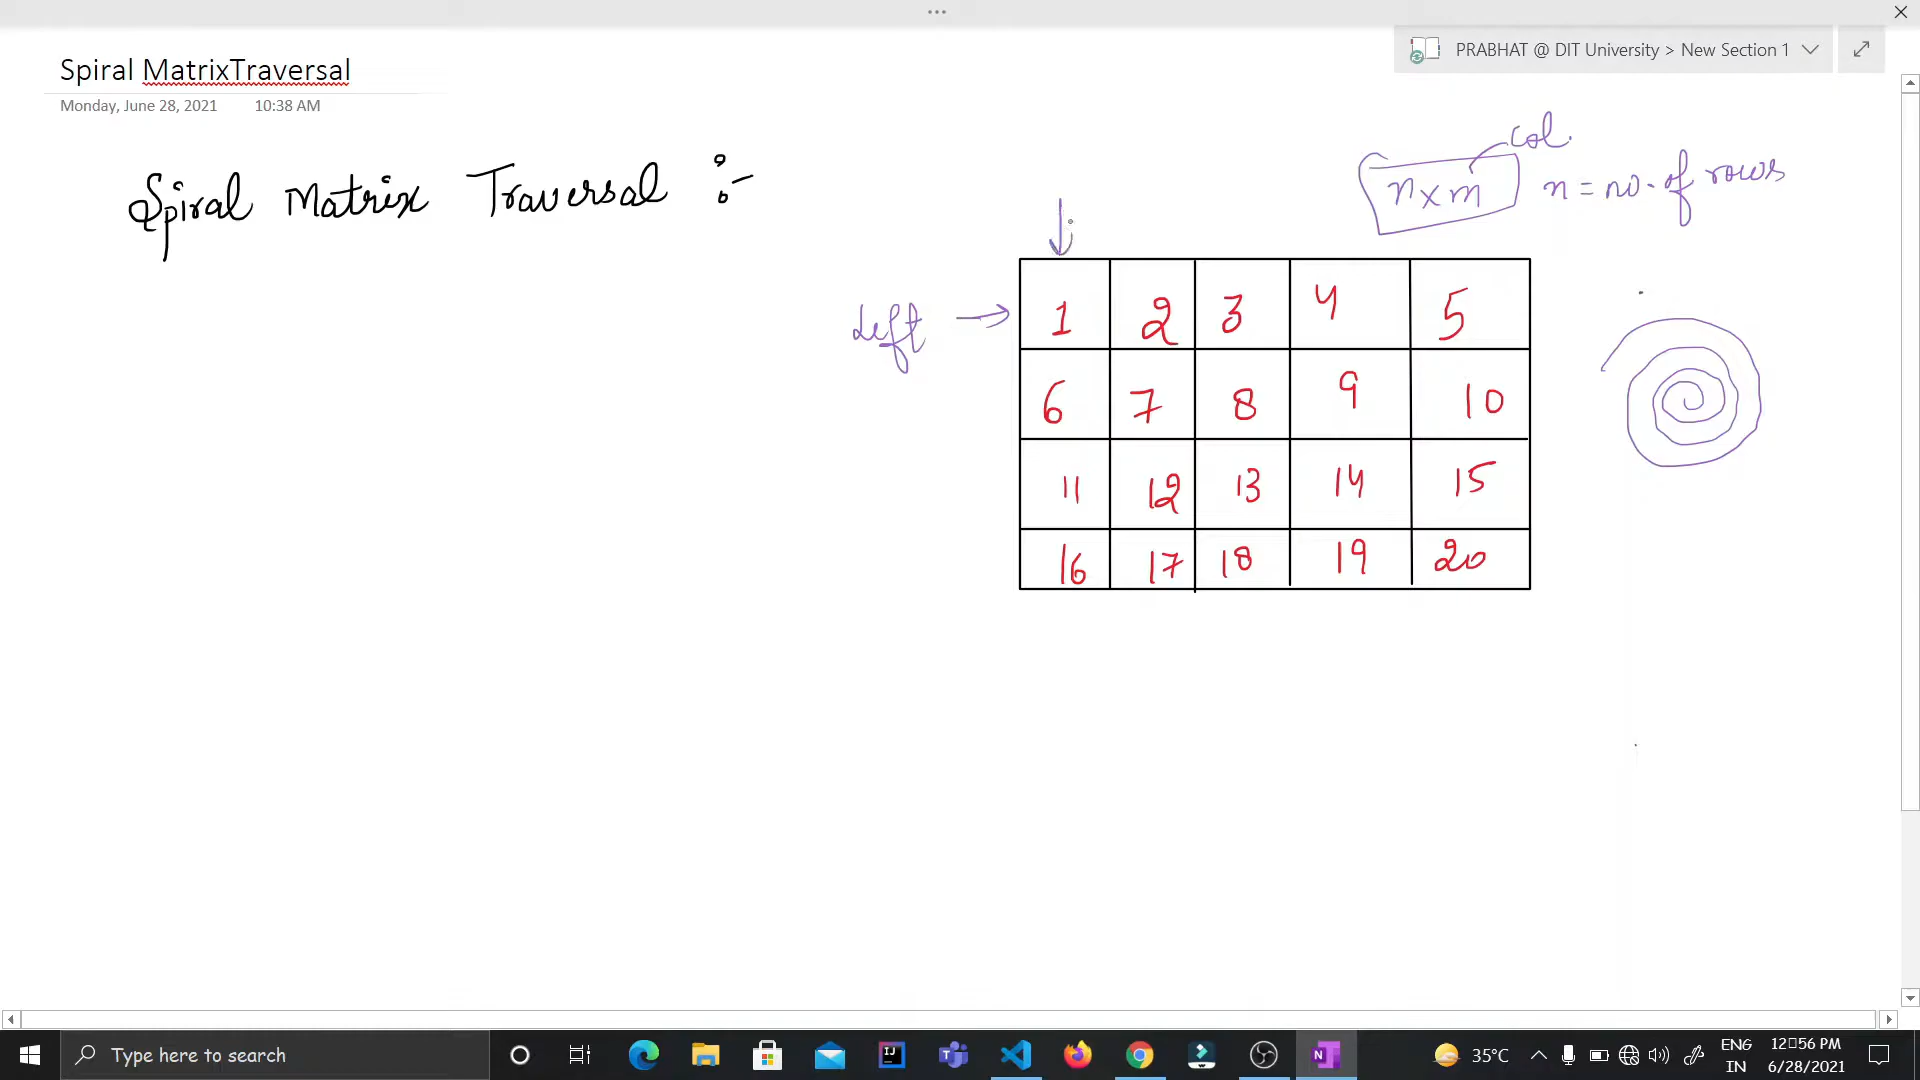 PRABHAT @ DIT University > New Section 1
Spiral MatrixTraversal
Monday, June 28, 2021 10:38 AM
col.
n x m n = no. of rows
Spiral Matrix Traversal :-
Left → 1 2 3 4 5
6 7 8 9 10
11 12 13 14 15
16 17 18 19 20
Type here to search
35°C
ENG 12□56 PM
IN 6/28/2021